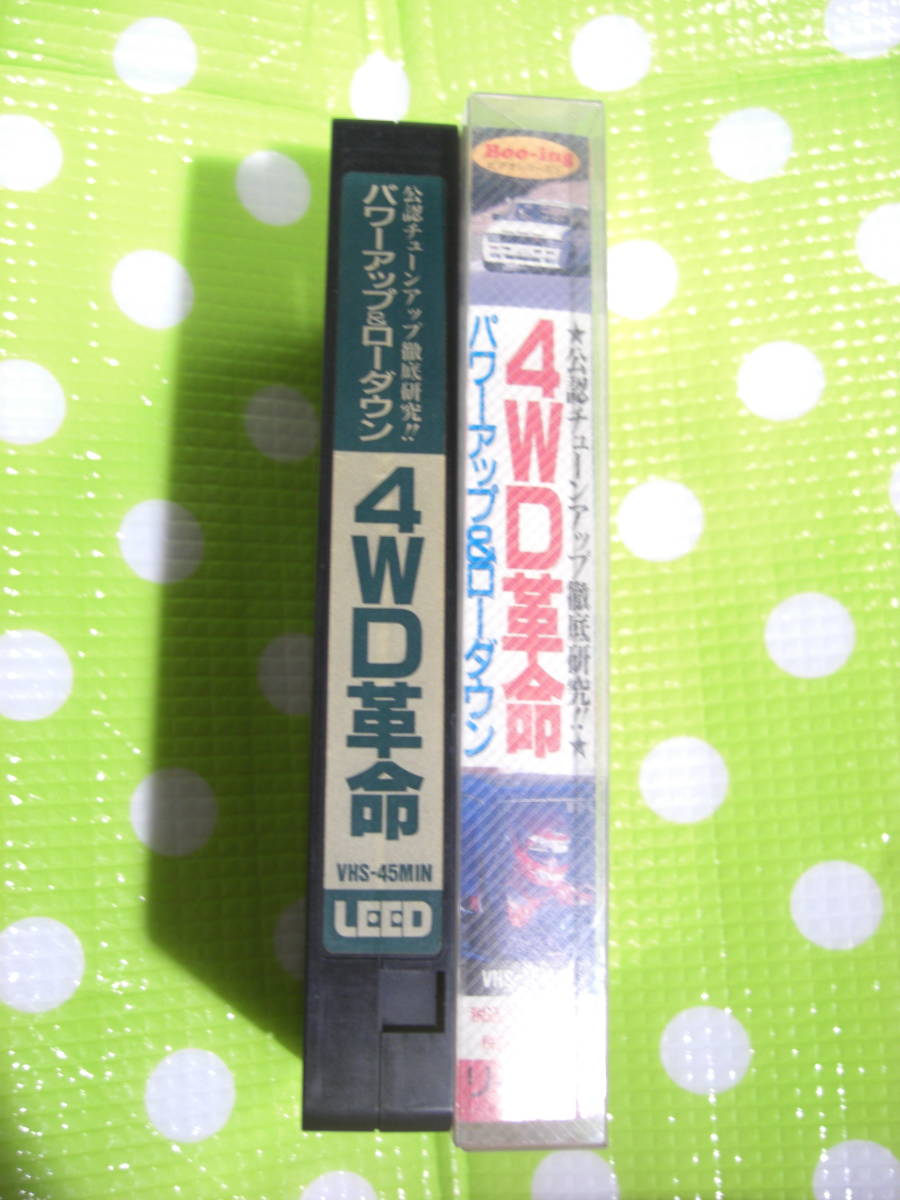 公認チューンアップ徹底研究!!
パワーアップ&ローダウン
4WD革命
VHS-45MIN
LEED
Boo-ing
★公認チューンアップ徹底研究!!★
4WD革命
パワーアップ&ローダウン
VHS